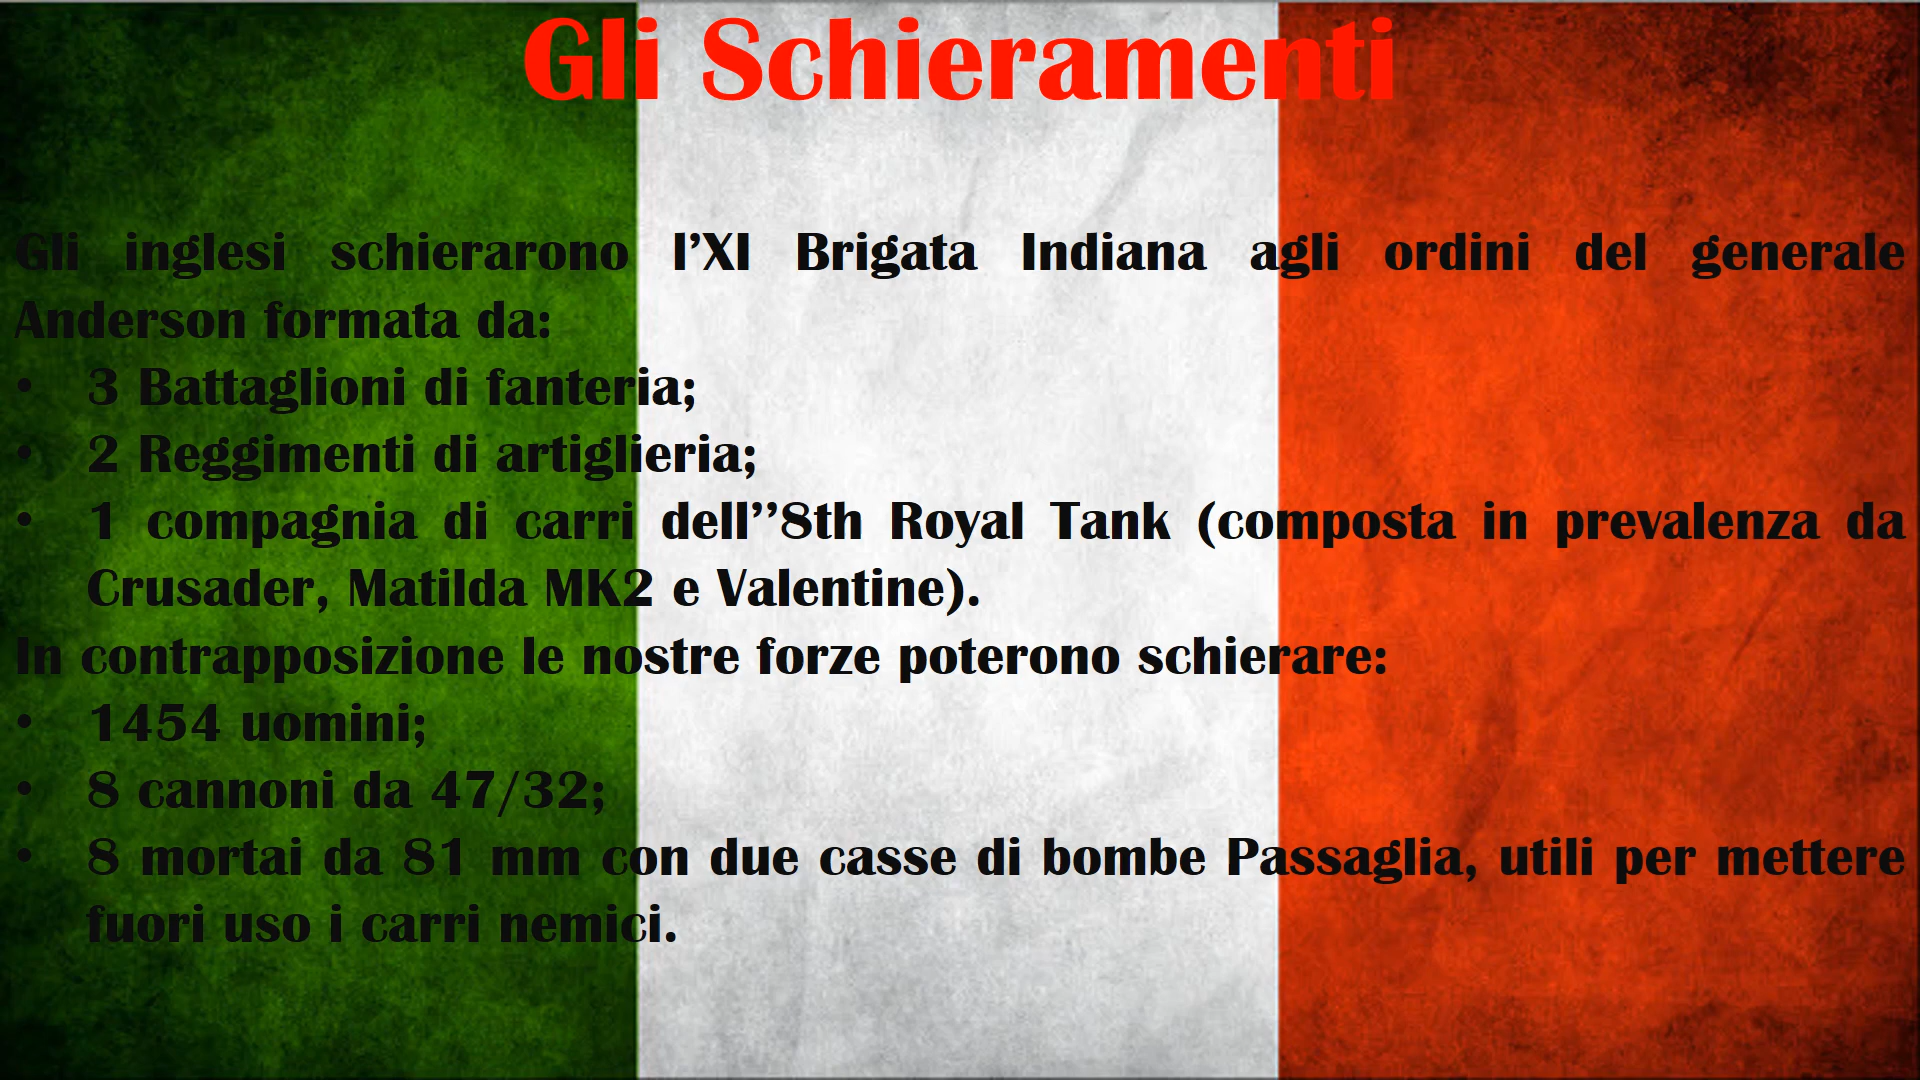 Gli Schieramenti
Gli inglesi schierarono l’XI Brigata Indiana agli ordini del generale
Anderson formata da:
• 3 Battaglioni di fanteria;
• 2 Reggimenti di artiglieria;
• 1 compagnia di carri dell’’8th Royal Tank (composta in prevalenza da
Crusader, Matilda MK2 e Valentine).
In contrapposizione le nostre forze poterono schierare:
• 1454 uomini;
• 8 cannoni da 47/32;
• 8 mortai da 81 mm con due casse di bombe Passaglia, utili per mettere
fuori uso i carri nemici.